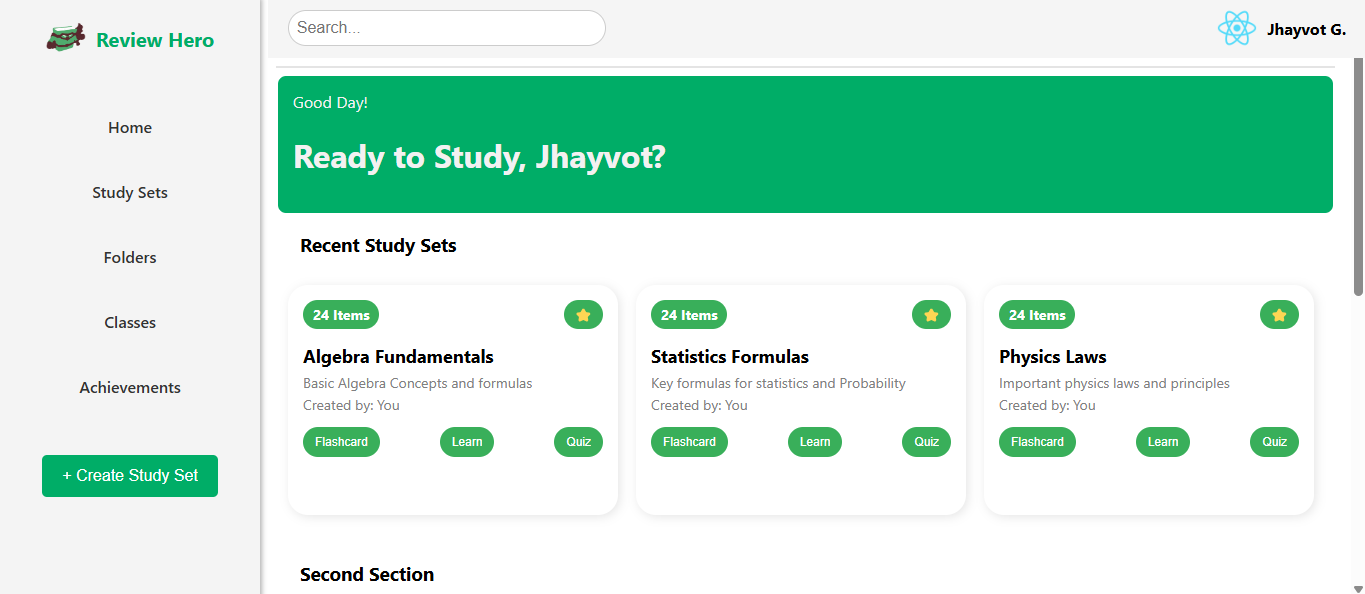 Review Hero
Search...
Jhayvot G.
Home
Study Sets
Folders
Classes
Achievements
+ Create Study Set
Good Day!
Ready to Study, Jhayvot?
Recent Study Sets
24 Items
Algebra Fundamentals
Basic Algebra Concepts and formulas
Created by: You
Flashcard Learn Quiz
24 Items
Statistics Formulas
Key formulas for statistics and Probability
Created by: You
Flashcard Learn Quiz
24 Items
Physics Laws
Important physics laws and principles
Created by: You
Flashcard Learn Quiz
Second Section